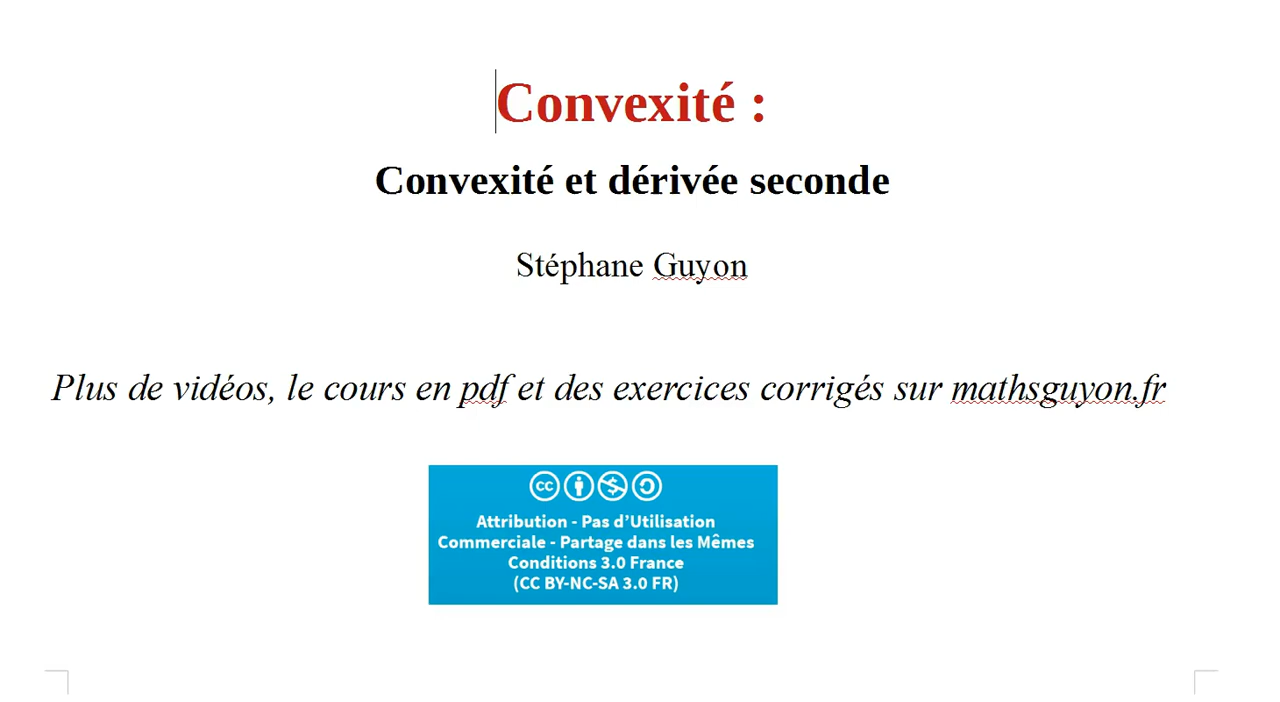 Convexité :
Convexité et dérivée seconde
Stéphane Guyon
Plus de vidéos, le cours en pdf et des exercices corrigés sur mathsguyon.fr
cc
Attribution - Pas d'Utilisation
Commerciale - Partage dans les Mêmes
Conditions 3.0 France
(CC BY-NC-SA 3.0 FR)